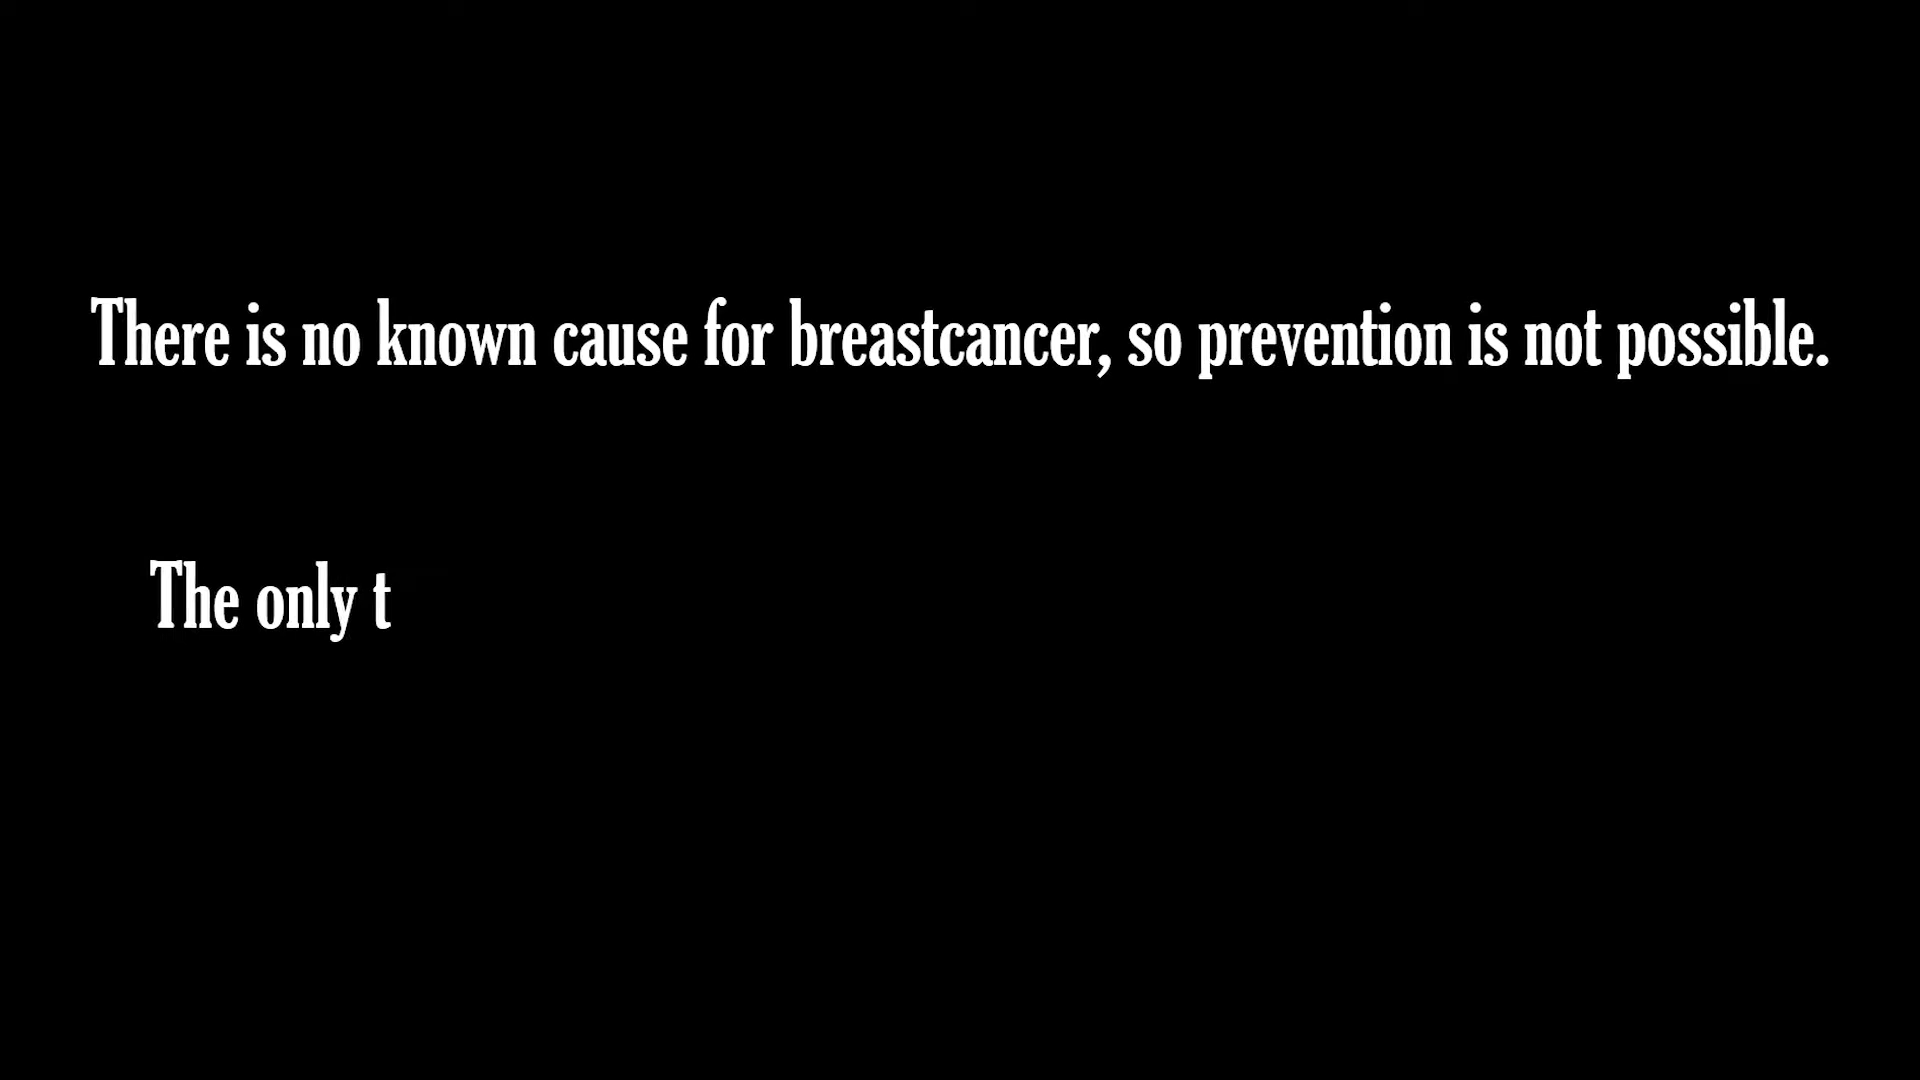 There is no known cause for breastcancer, so prevention is not possible.
The only t